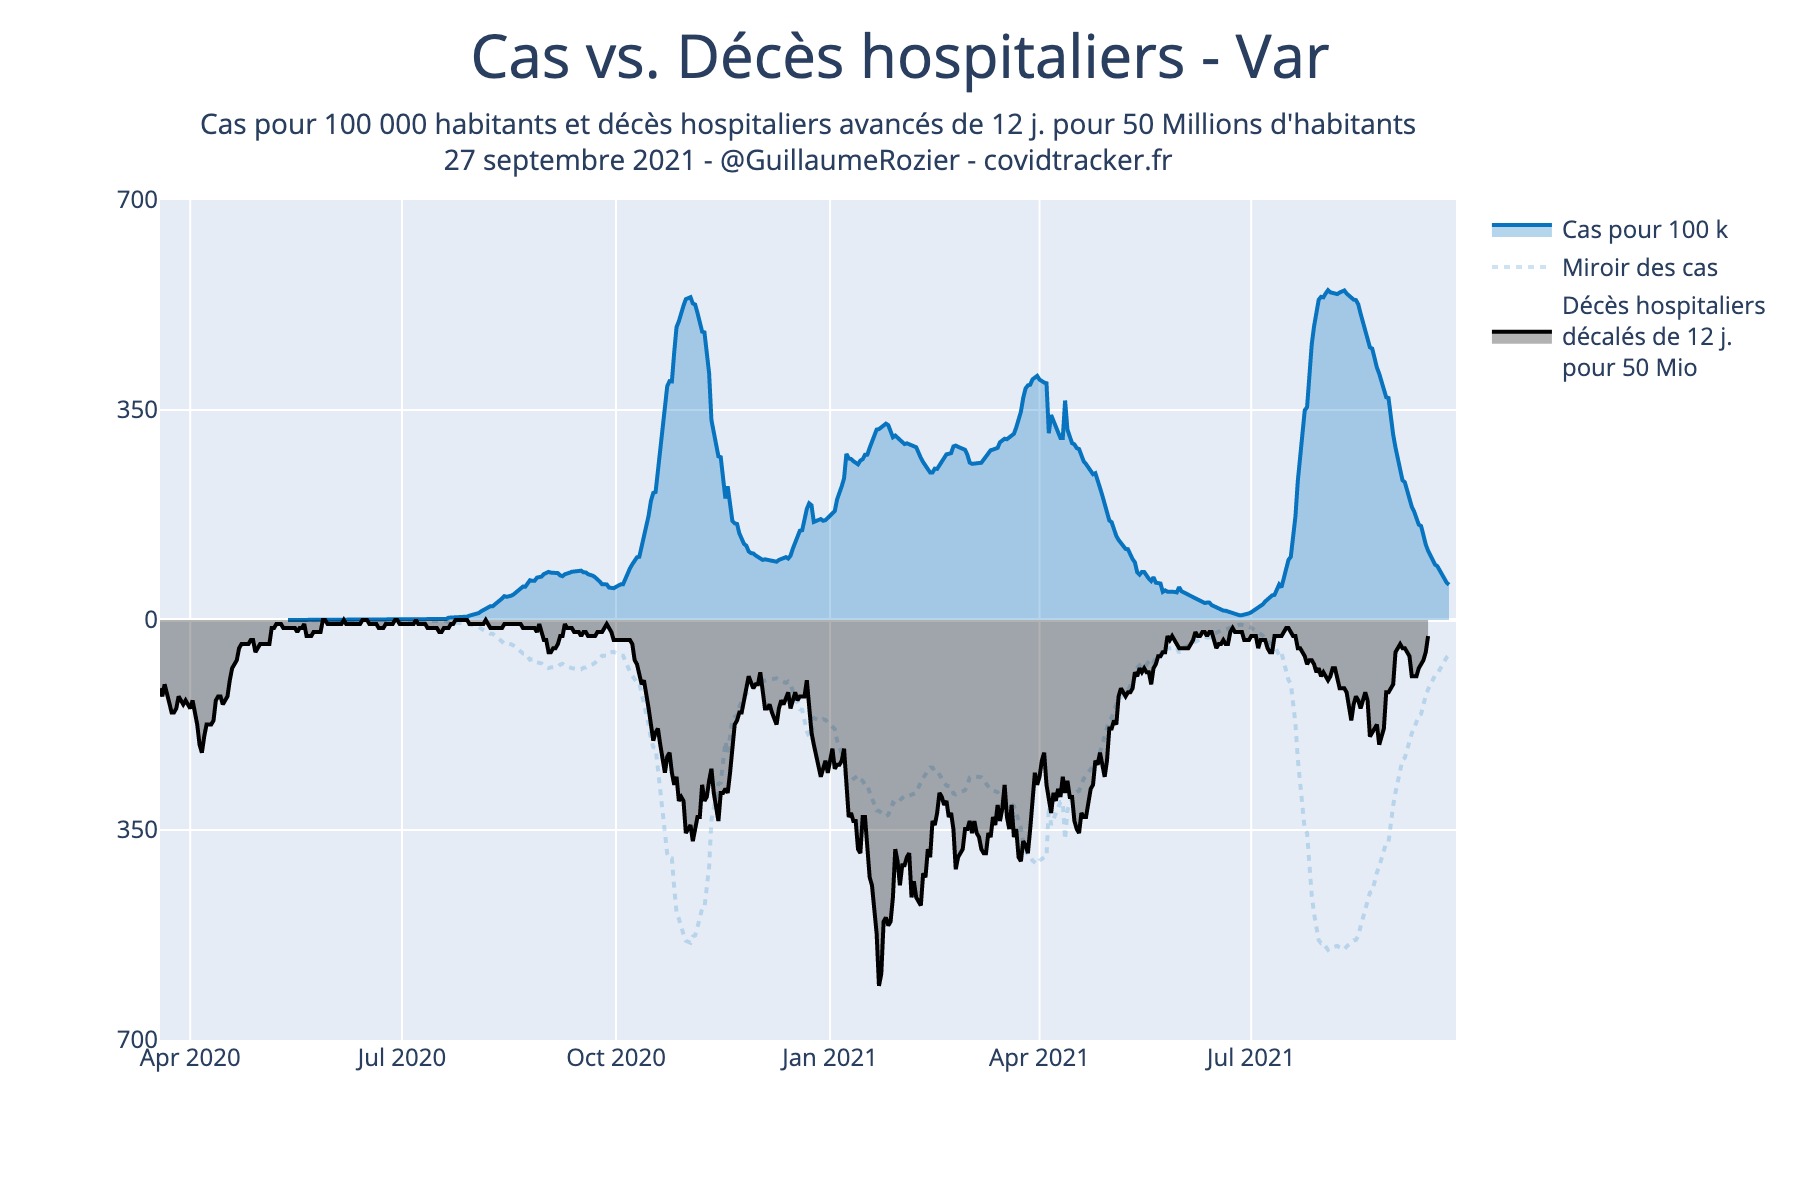 Cas vs. Décès hospitaliers - Var
Cas pour 100 000 habitants et décès hospitaliers avancés de 12 j. pour 50 Millions d'habitants
27 septembre 2021 - @GuillaumeRozier - covidtracker.fr
700
350
0
350
700
Apr 2020
Jul 2020
Oct 2020
Jan 2021
Apr 2021
Jul 2021
Cas pour 100 k
Miroir des cas
Décès hospitaliers
décalés de 12 j.
pour 50 Mio